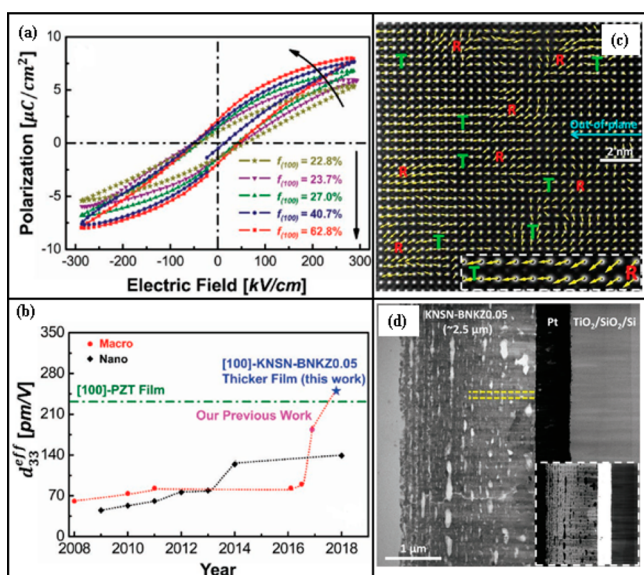 (a)
Polarization [μC/cm²]
10
5
0
-5
-10
f(100) = 22.8%
f(100) = 23.7%
f(100) = 27.0%
f(100) = 40.7%
f(100) = 62.8%
-300 -200 -100 0 100 200 300
Electric Field [kV/cm]
(c)
R
T
R
T
Out-of-plane
2 nm
T
T
R
T
R
R
T
T
T
R
(b)
d33eff [pm/V]
350
280
210
140
70
0
Macro
Nano
[100]-KNSN-BNKZ0.05
Thicker Film (this work)
[100]-PZT Film
Our Previous Work
2008 2010 2012 2014 2016 2018
Year
(d)
KNSN-BNKZ0.05
(~2.5 μm)
Pt
TiO₂/SiO₂/Si
1 μm